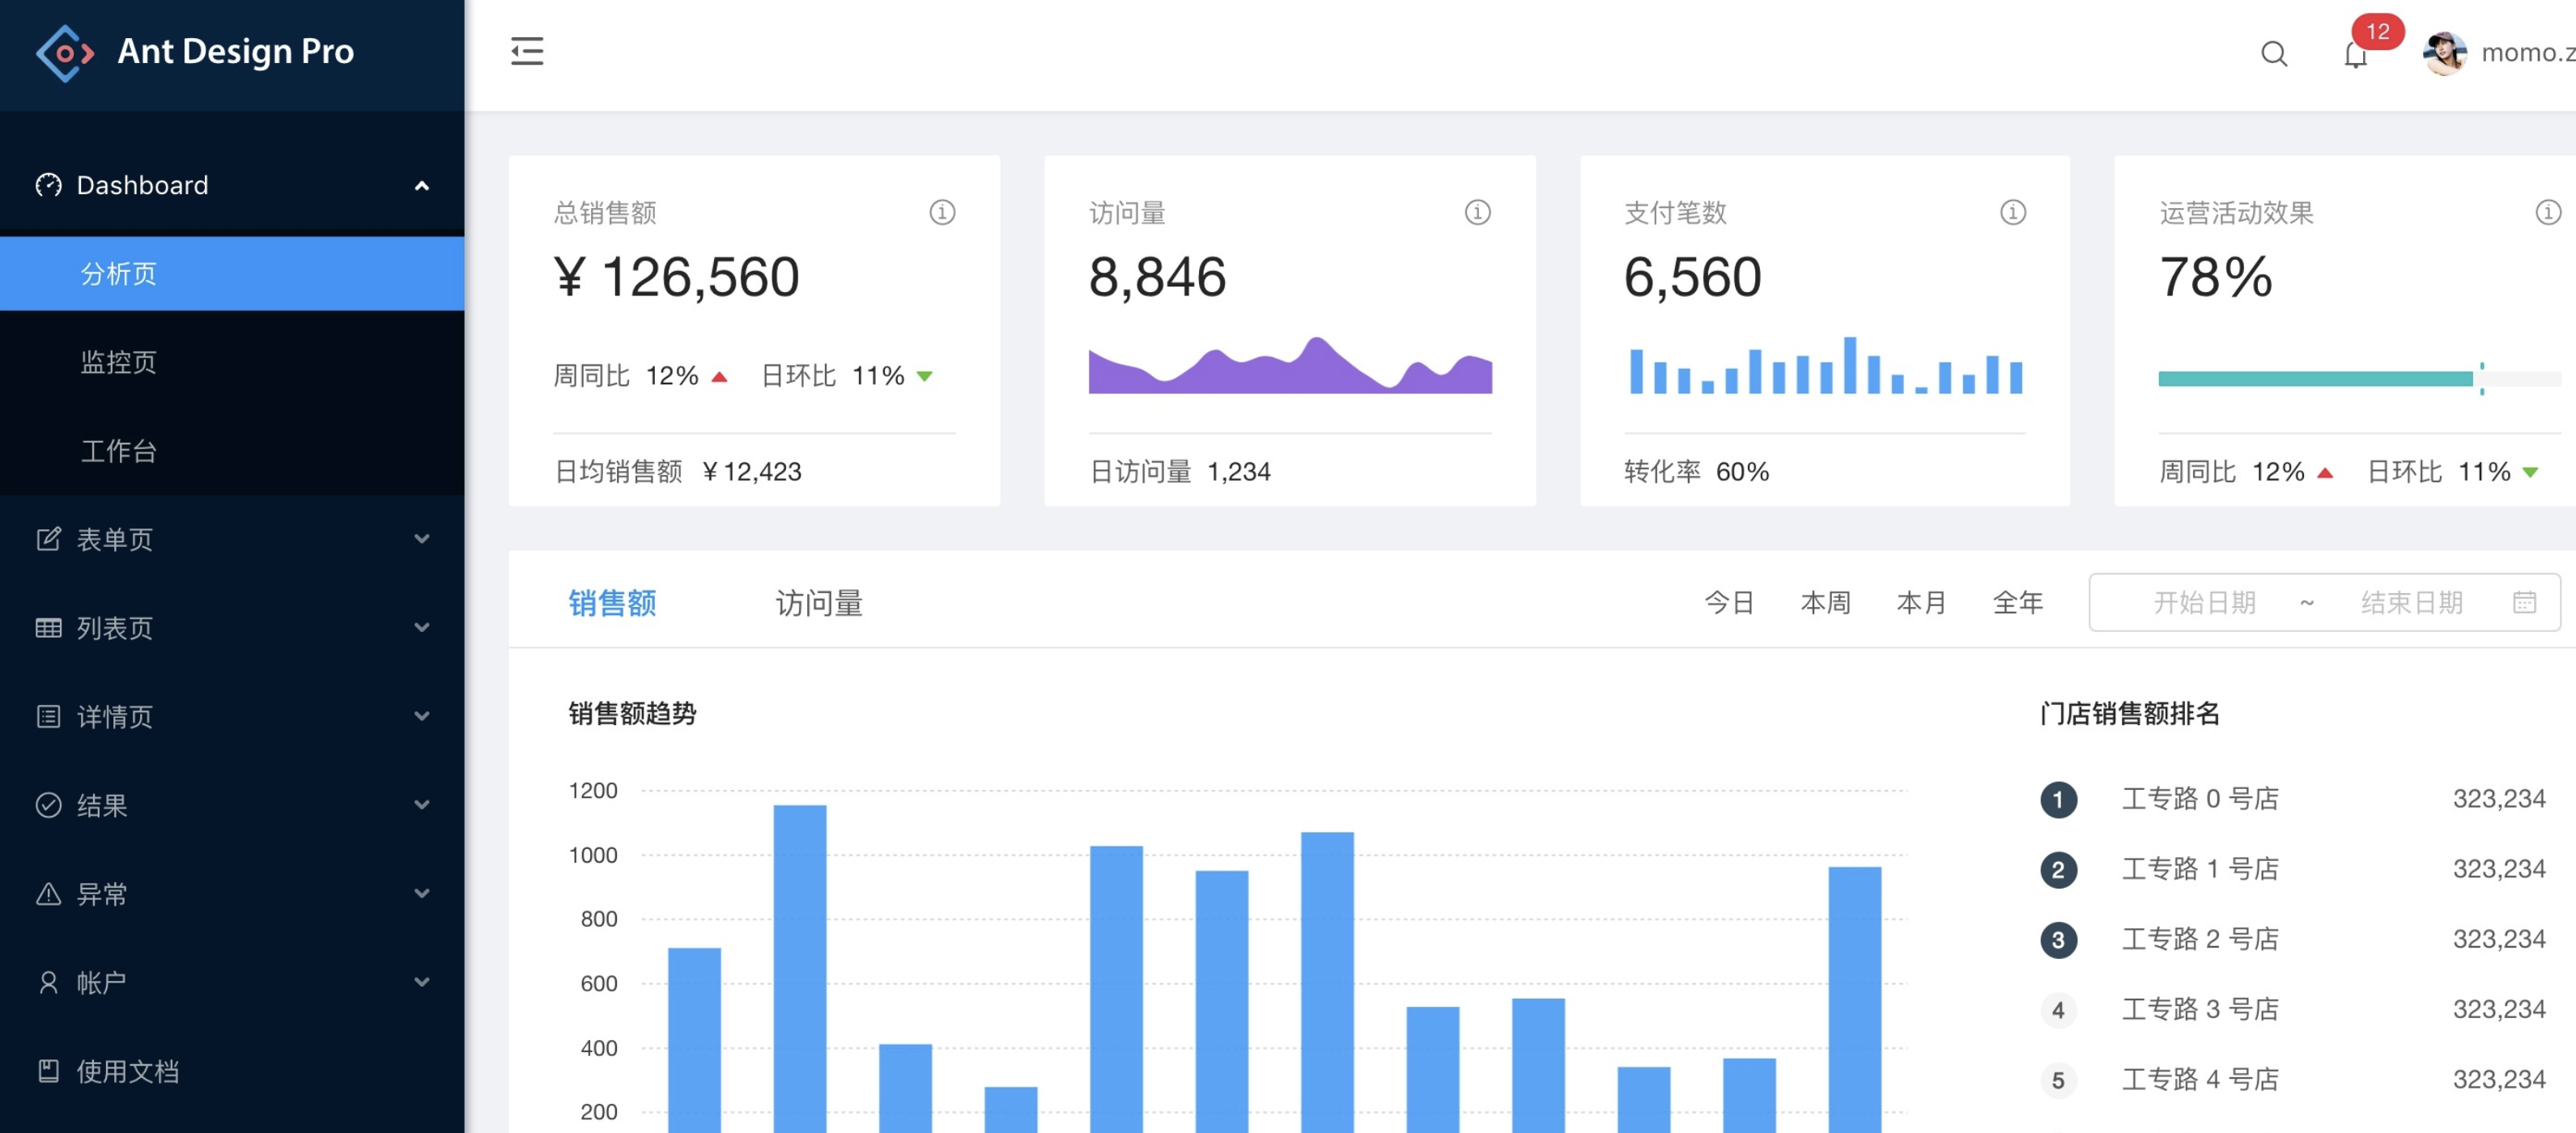 Ant Design Pro
12
momo.z
Dashboard
分析页
监控页
工作台
表单页
列表页
详情页
结果
异常
帐户
使用文档
总销售额
¥ 126,560
周同比 12% 日环比 11%
日均销售额 ¥ 12,423
访问量
8,846
日访问量 1,234
支付笔数
6,560
转化率 60%
运营活动效果
78%
周同比 12% 日环比 11%
销售额 访问量 今日 本周 本月 全年 开始日期 ~ 结束日期
销售额趋势
1200
1000
800
600
400
200
门店销售额排名
1 工专路 0 号店 323,234
2 工专路 1 号店 323,234
3 工专路 2 号店 323,234
4 工专路 3 号店 323,234
5 工专路 4 号店 323,234